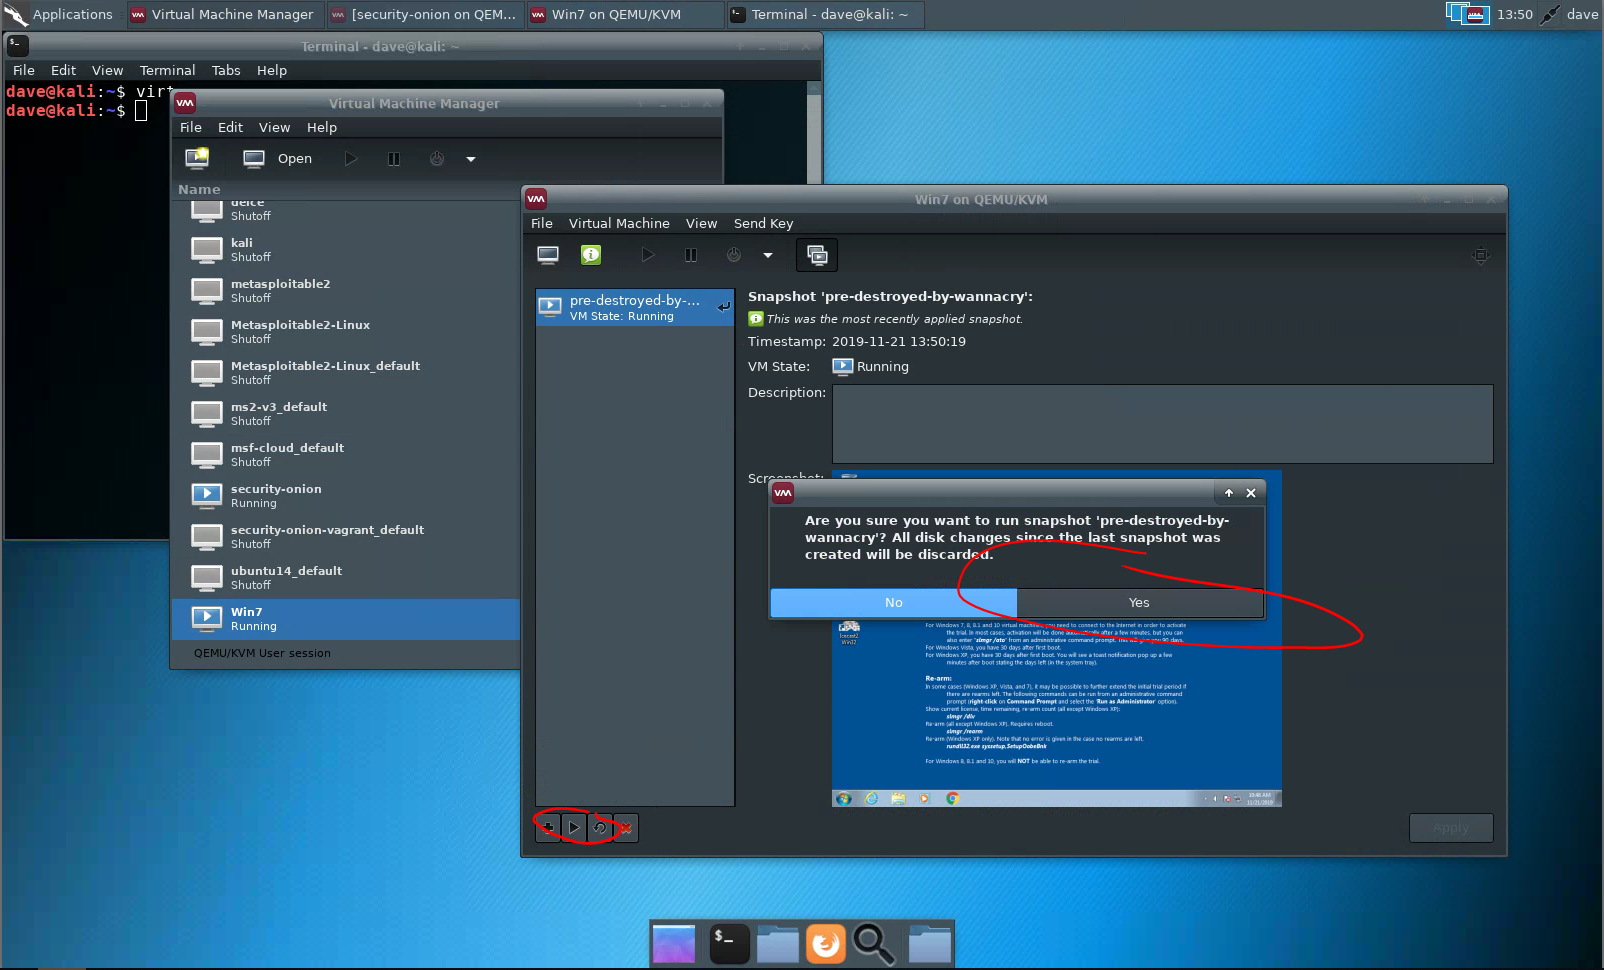 Applications
Virtual Machine Manager
[security-onion on QEM...
Win7 on QEMU/KVM
Terminal - dave@kali: ~
13:50
dave
Terminal - dave@kali: ~
File Edit View Terminal Tabs Help
dave@kali:~$ virt
dave@kali:~$
Virtual Machine Manager
File Edit View Help
Open
Name
deice
Shutoff
kali
Shutoff
metasploitable2
Shutoff
Metasploitable2-Linux
Shutoff
Metasploitable2-Linux_default
Shutoff
ms2-v3_default
Shutoff
msf-cloud_default
Shutoff
security-onion
Running
security-onion-vagrant_default
Shutoff
ubuntu14_default
Shutoff
Win7
Running
QEMU/KVM User session
Win7 on QEMU/KVM
File Virtual Machine View Send Key
pre-destroyed-by-...
VM State: Running
Snapshot 'pre-destroyed-by-wannacry':
This was the most recently applied snapshot.
Timestamp: 2019-11-21 13:50:19
VM State: Running
Description:
Screenshot:
Are you sure you want to run snapshot 'pre-destroyed-by-
wannacry'? All disk changes since the last snapshot was
created will be discarded.
No
Yes
For Windows 7, 8, 8.1 and 10 virtual machines, you need to connect to the Internet in order to activate
the trial. In most cases, activation will be done automatically after a few minutes, but you can
also enter "slmgr /ato" from an administrative command prompt. This will give you 90 days.
For Windows Vista, you have 30 days after first boot.
For Windows XP, you have 30 days after first boot. You will see a toast notification pop up a few
minutes after boot stating the days left (in the system tray).
Re-arm:
In some cases (Windows XP, Vista, and 7), it may be possible to further extend the initial trial period if
there are rearms left. The following commands can be run from an administrative command
prompt (right-click on Command Prompt and select the 'Run as Administrator' option).
Show current license, time remaining, re-arm count (all except Windows XP):
slmgr /dlv
Re-arm (all except Windows XP). Requires reboot.
slmgr /rearm
Re-arm (Windows XP only). Note that no error is given in the case no rearms are left.
rundll32.exe syssetup,SetupOobeBnk
For Windows 8, 8.1 and 10, you will NOT be able to re-arm the trial.
10:48 AM
11/21/2019
Apply